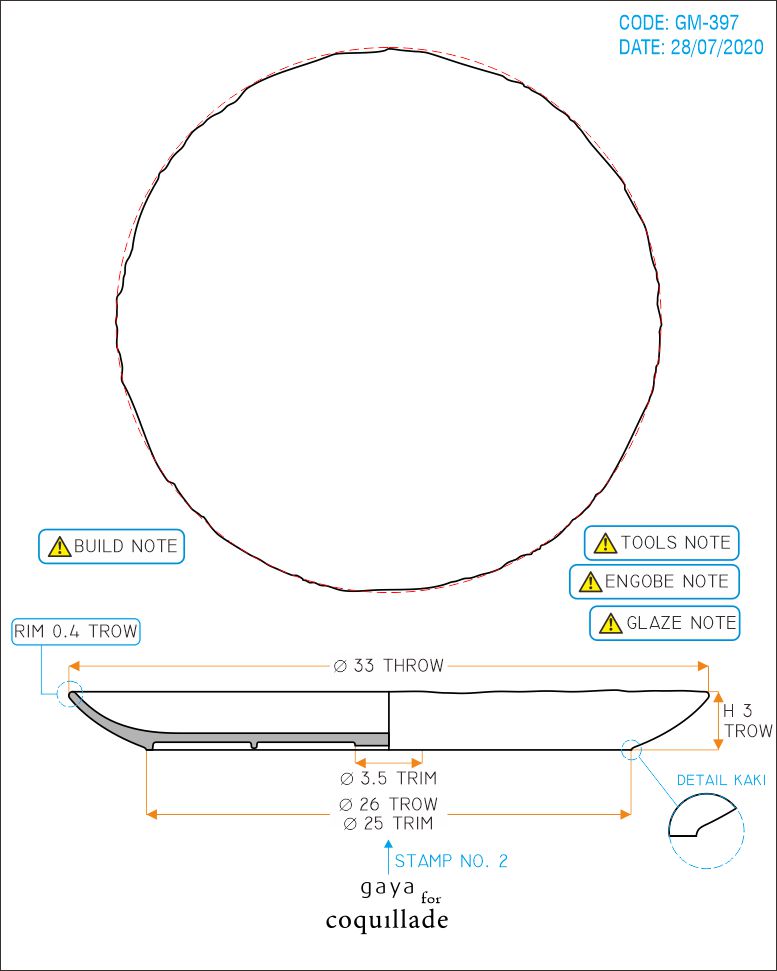 CODE: GM-397
DATE: 28/07/2020
BUILD NOTE
TOOLS NOTE
ENGOBE NOTE
GLAZE NOTE
RIM 0.4 TROW
Ø 33 THROW
H 3
TROW
Ø 3.5 TRIM
DETAIL KAKI
Ø 26 TROW
Ø 25 TRIM
STAMP NO. 2
gaya for
coquillade